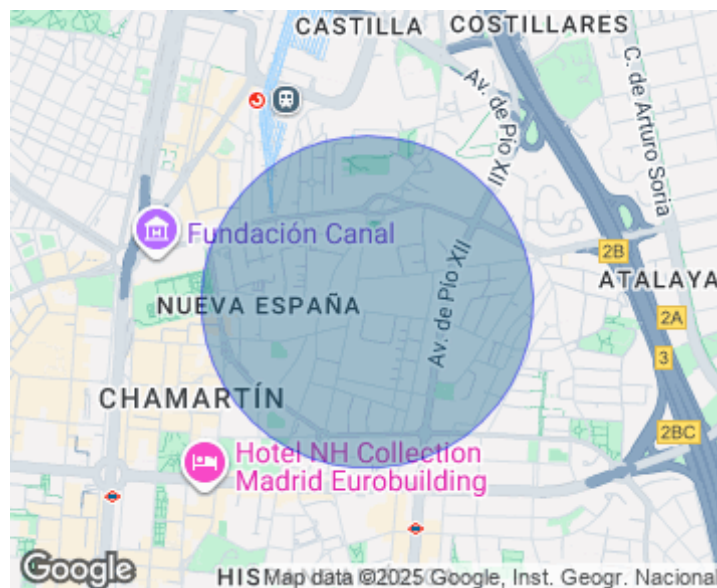 CASTILLA
COSTILLARES
Av. de Pío XII
C. de Arturo Soria
Fundación Canal
2B
NUEVA ESPAÑA
ATALAYA
Av. de Pío XII
2A
3
CHAMARTÍN
2BC
Hotel NH Collection
Madrid Eurobuilding
Google
HIS
Map data ©2025 Google, Inst. Geogr. Nacional